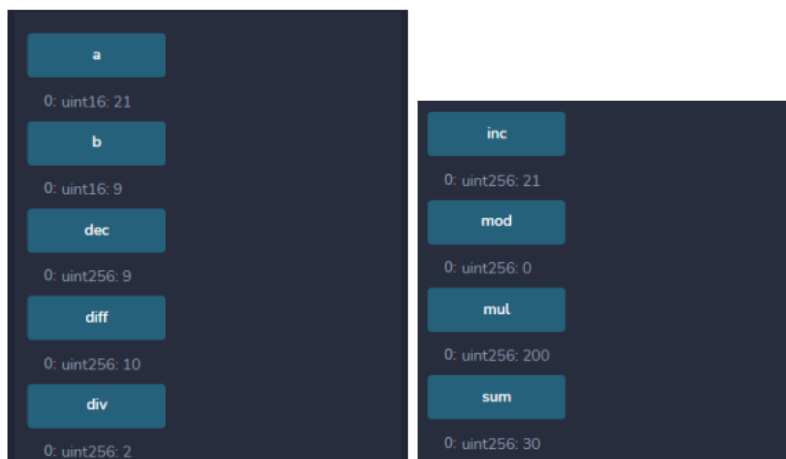 a
0: uint16: 21
b
0: uint16: 9
dec
0: uint256: 9
diff
0: uint256: 10
div
0: uint256: 2
inc
0: uint256: 21
mod
0: uint256: 0
mul
0: uint256: 200
sum
0: uint256: 30